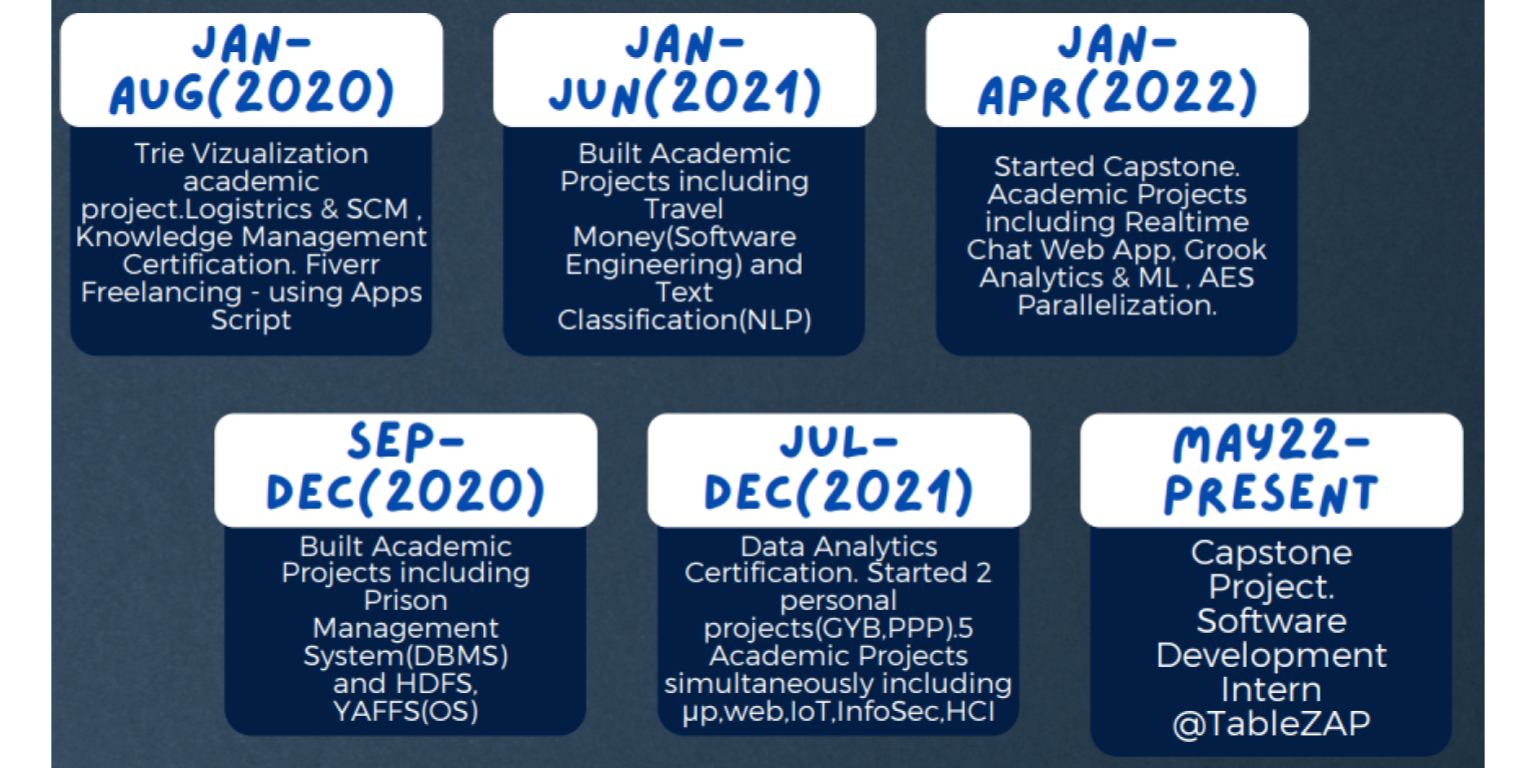 JAN-
AUG(2020)
Trie Vizualization
academic
project.Logistrics & SCM ,
Knowledge Management
Certification. Fiverr
Freelancing - using Apps
Script
JAN-
JUN(2021)
Built Academic
Projects including
Travel
Money(Software
Engineering) and
Text
Classification(NLP)
JAN-
APR(2022)
Started Capstone.
Academic Projects
including Realtime
Chat Web App, Grook
Analytics & ML , AES
Parallelization.
SEP-
DEC(2020)
Built Academic
Projects including
Prison
Management
System(DBMS)
and HDFS,
YAFFS(OS)
JUL-
DEC(2021)
Data Analytics
Certification. Started 2
personal
projects(GYB,PPP).5
Academic Projects
simultaneously including
μp,web,IoT,InfoSec,HCI
MAY22-
PRESENT
Capstone
Project.
Software
Development
Intern
@TableZAP